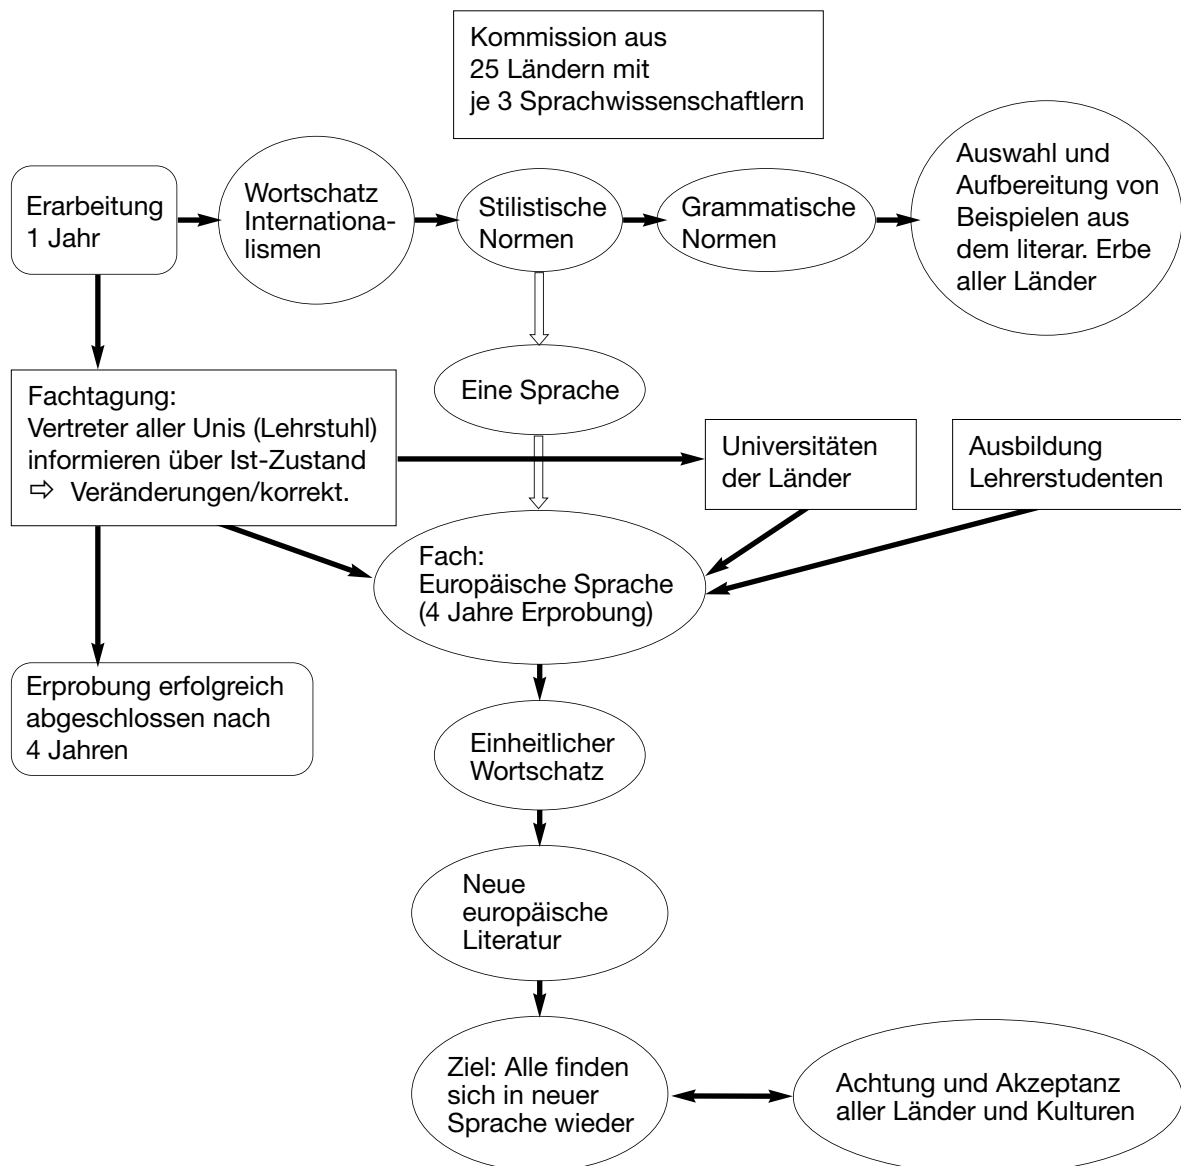 Kommission aus
25 Ländern mit
je 3 Sprachwissenschaftlern
Erarbeitung
1 Jahr
Wortschatz
Internationa-
lismen
Stilistische
Normen
Grammatische
Normen
Auswahl und
Aufbereitung von
Beispielen aus
dem literar. Erbe
aller Länder
Eine Sprache
Fachtagung:
Vertreter aller Unis (Lehrstuhl)
informieren über Ist-Zustand
⇨ Veränderungen/korrekt.
Universitäten
der Länder
Ausbildung
Lehrerstudenten
Fach:
Europäische Sprache
(4 Jahre Erprobung)
Erprobung erfolgreich
abgeschlossen nach
4 Jahren
Einheitlicher
Wortschatz
Neue
europäische
Literatur
Ziel: Alle finden
sich in neuer
Sprache wieder
Achtung und Akzeptanz
aller Länder und Kulturen